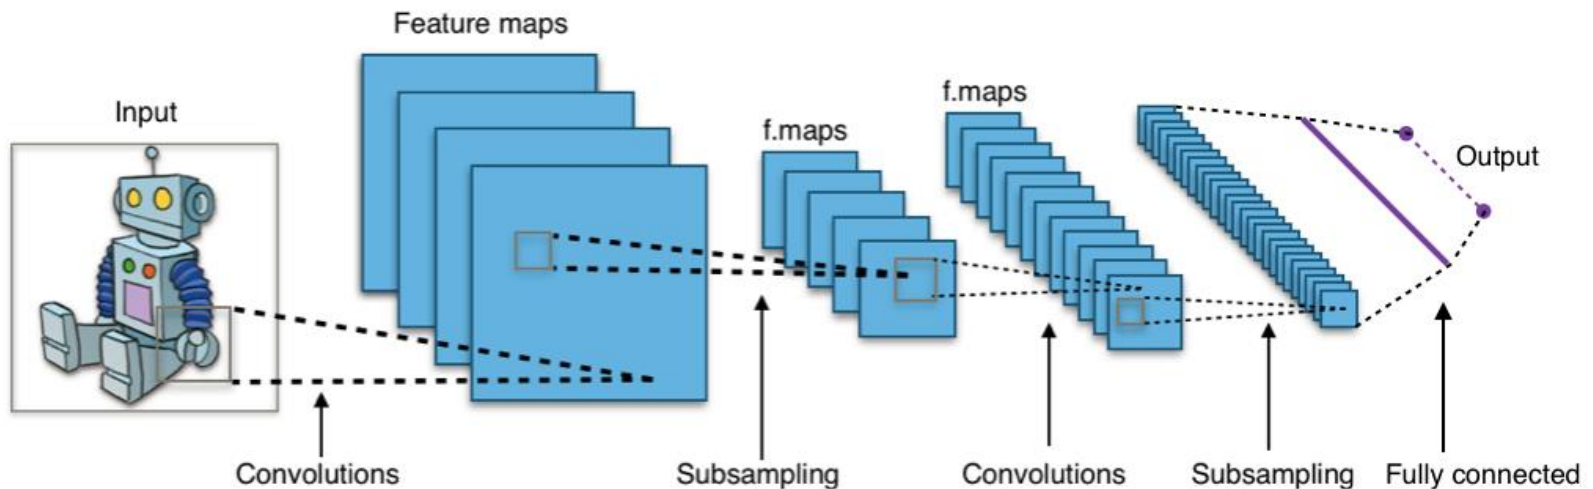 Feature maps
f.maps
Input
f.maps
Output
Convolutions
Subsampling
Convolutions
Subsampling
Fully connected